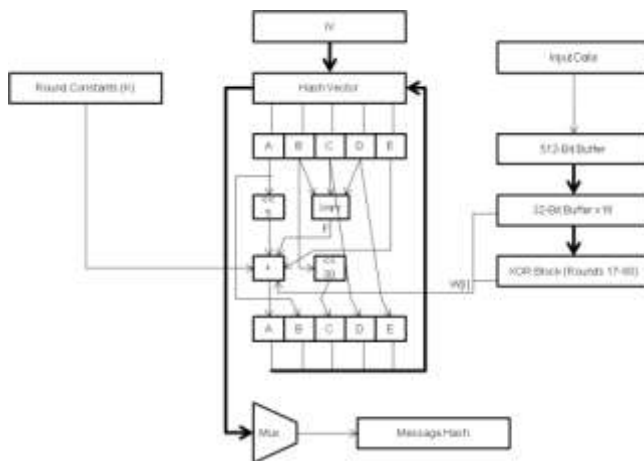 IV
Input Data
Round Constants (K)
Hash Vector
A B C D E
512-Bit Buffer
<<
5
F
32-Bit Buffer x W
+
<<
30
W[t]
XOR Block (Rounds 17-80)
A B C D E
Mux
Message Hash